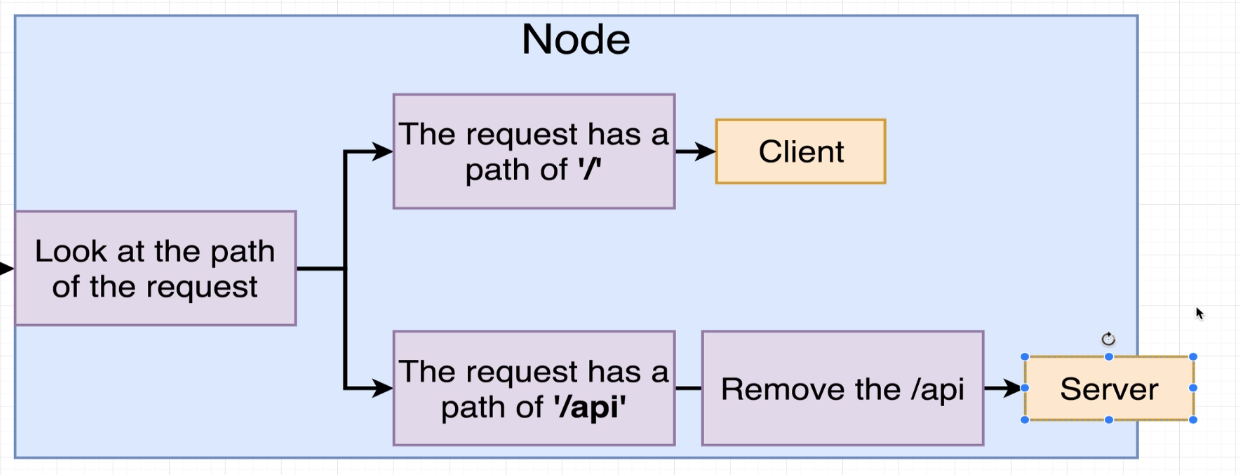 Node
The request has a
path of '/'
Client
Look at the path
of the request
The request has a
path of '/api'
Remove the /api
Server